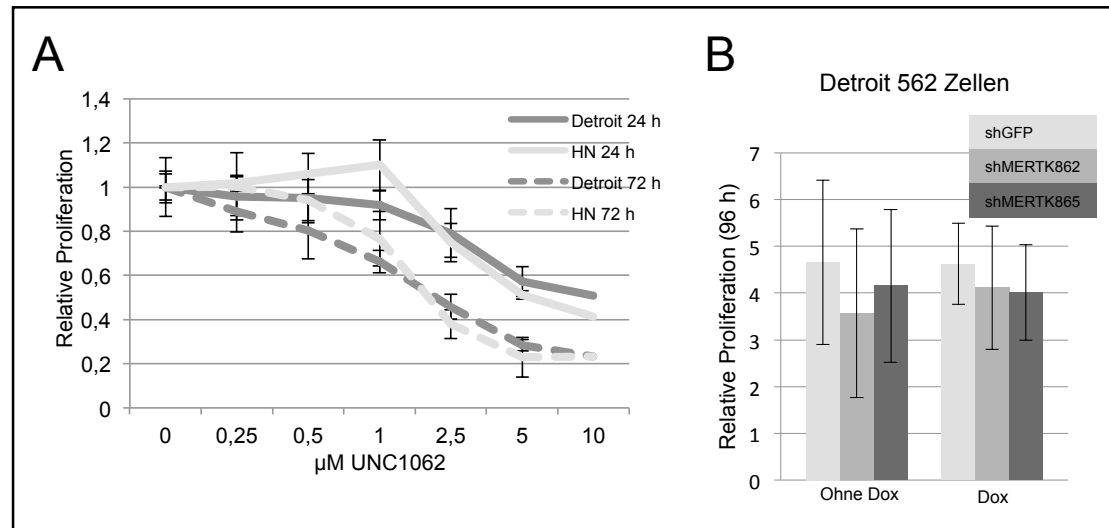 A
1,4
1,2
1
0,8
0,6
0,4
0,2
0
Relative Proliferation
0 0,25 0,5 1 2,5 5 10
µM UNC1062
Detroit 24 h
HN 24 h
Detroit 72 h
HN 72 h
B
Detroit 562 Zellen
shGFP
shMERTK862
shMERTK865
7
6
5
4
3
2
1
0
Relative Proliferation (96 h)
Ohne Dox Dox